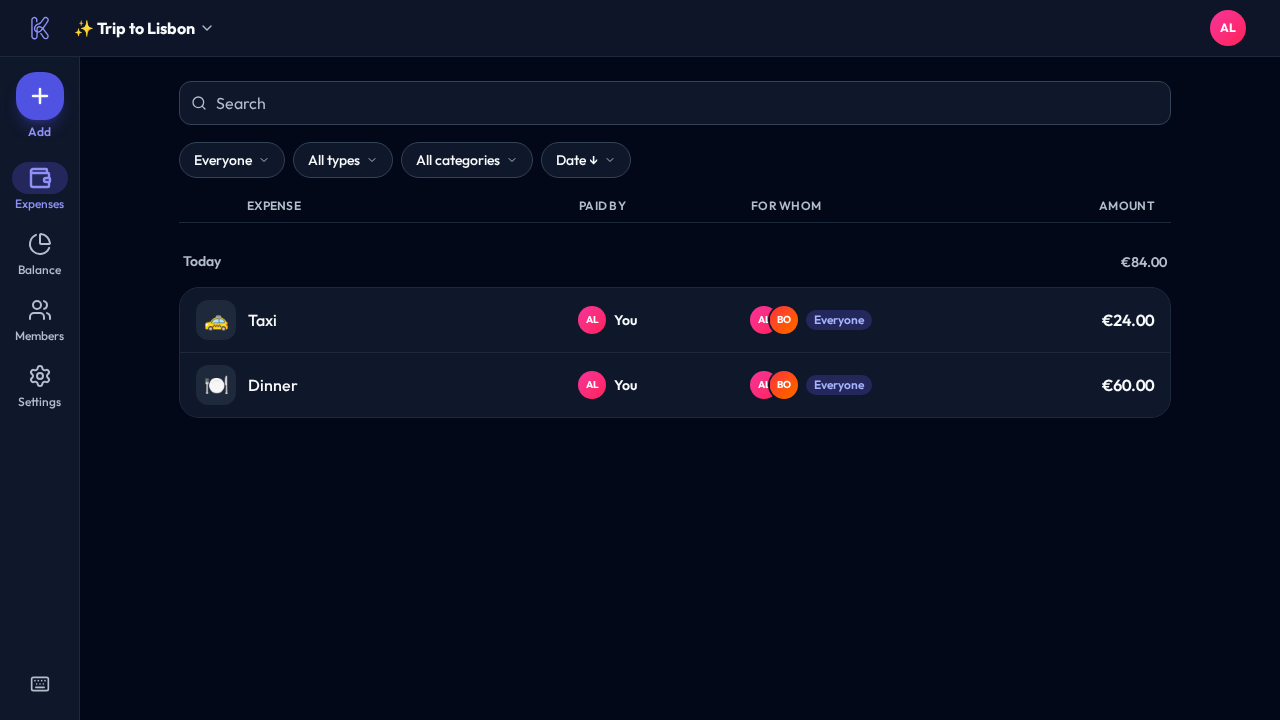 ✨ Trip to Lisbon
AL
Add
Expenses
Balance
Members
Settings
Search
Everyone
All types
All categories
Date ↓
EXPENSE PAID BY FOR WHOM AMOUNT
Today €84.00
Taxi AL You AL BO Everyone €24.00
Dinner AL You AL BO Everyone €60.00